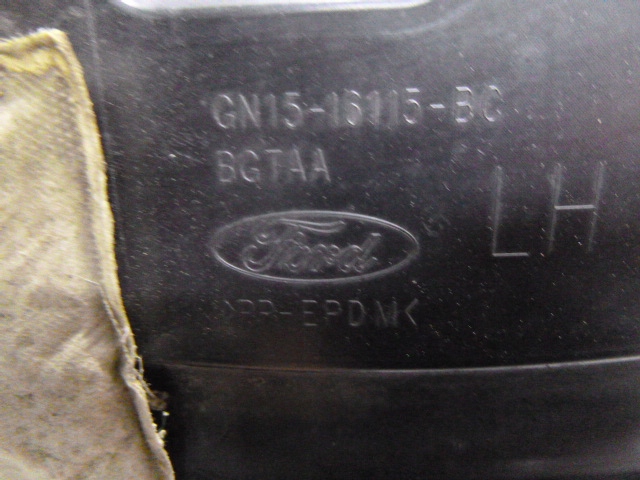 GN15-16115-BC
BGTAA
LH
Ford
>PP-EPDM<